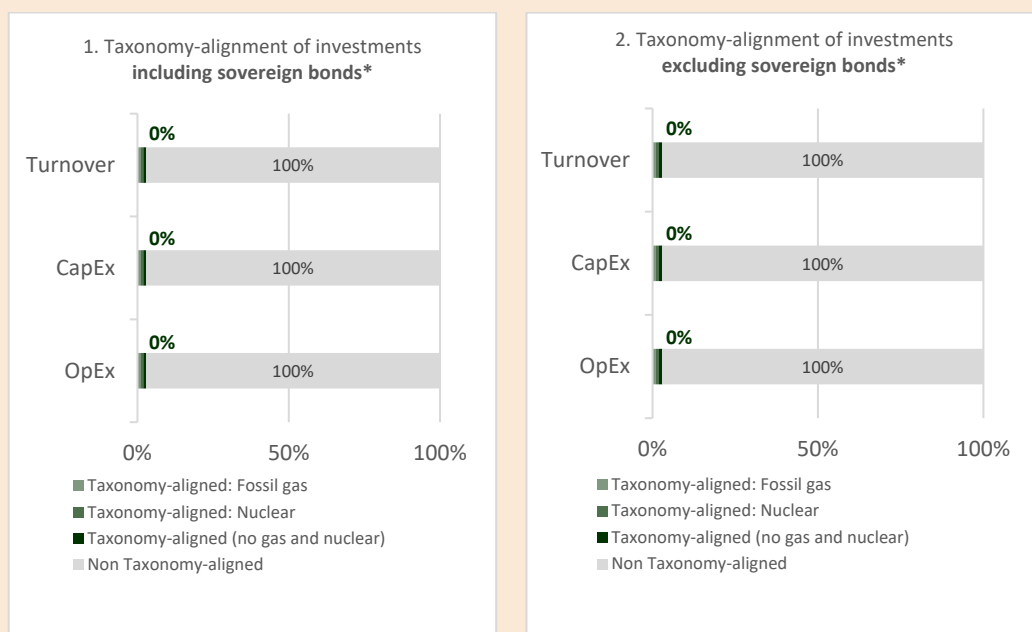 1. Taxonomy-alignment of investments
including sovereign bonds*
0%
Turnover
100%
0%
CapEx
100%
0%
OpEx
100%
0% 50% 100%
Taxonomy-aligned: Fossil gas
Taxonomy-aligned: Nuclear
Taxonomy-aligned (no gas and nuclear)
Non Taxonomy-aligned
2. Taxonomy-alignment of investments
excluding sovereign bonds*
0%
Turnover
100%
0%
CapEx
100%
0%
OpEx
100%
0% 50% 100%
Taxonomy-aligned: Fossil gas
Taxonomy-aligned: Nuclear
Taxonomy-aligned (no gas and nuclear)
Non Taxonomy-aligned